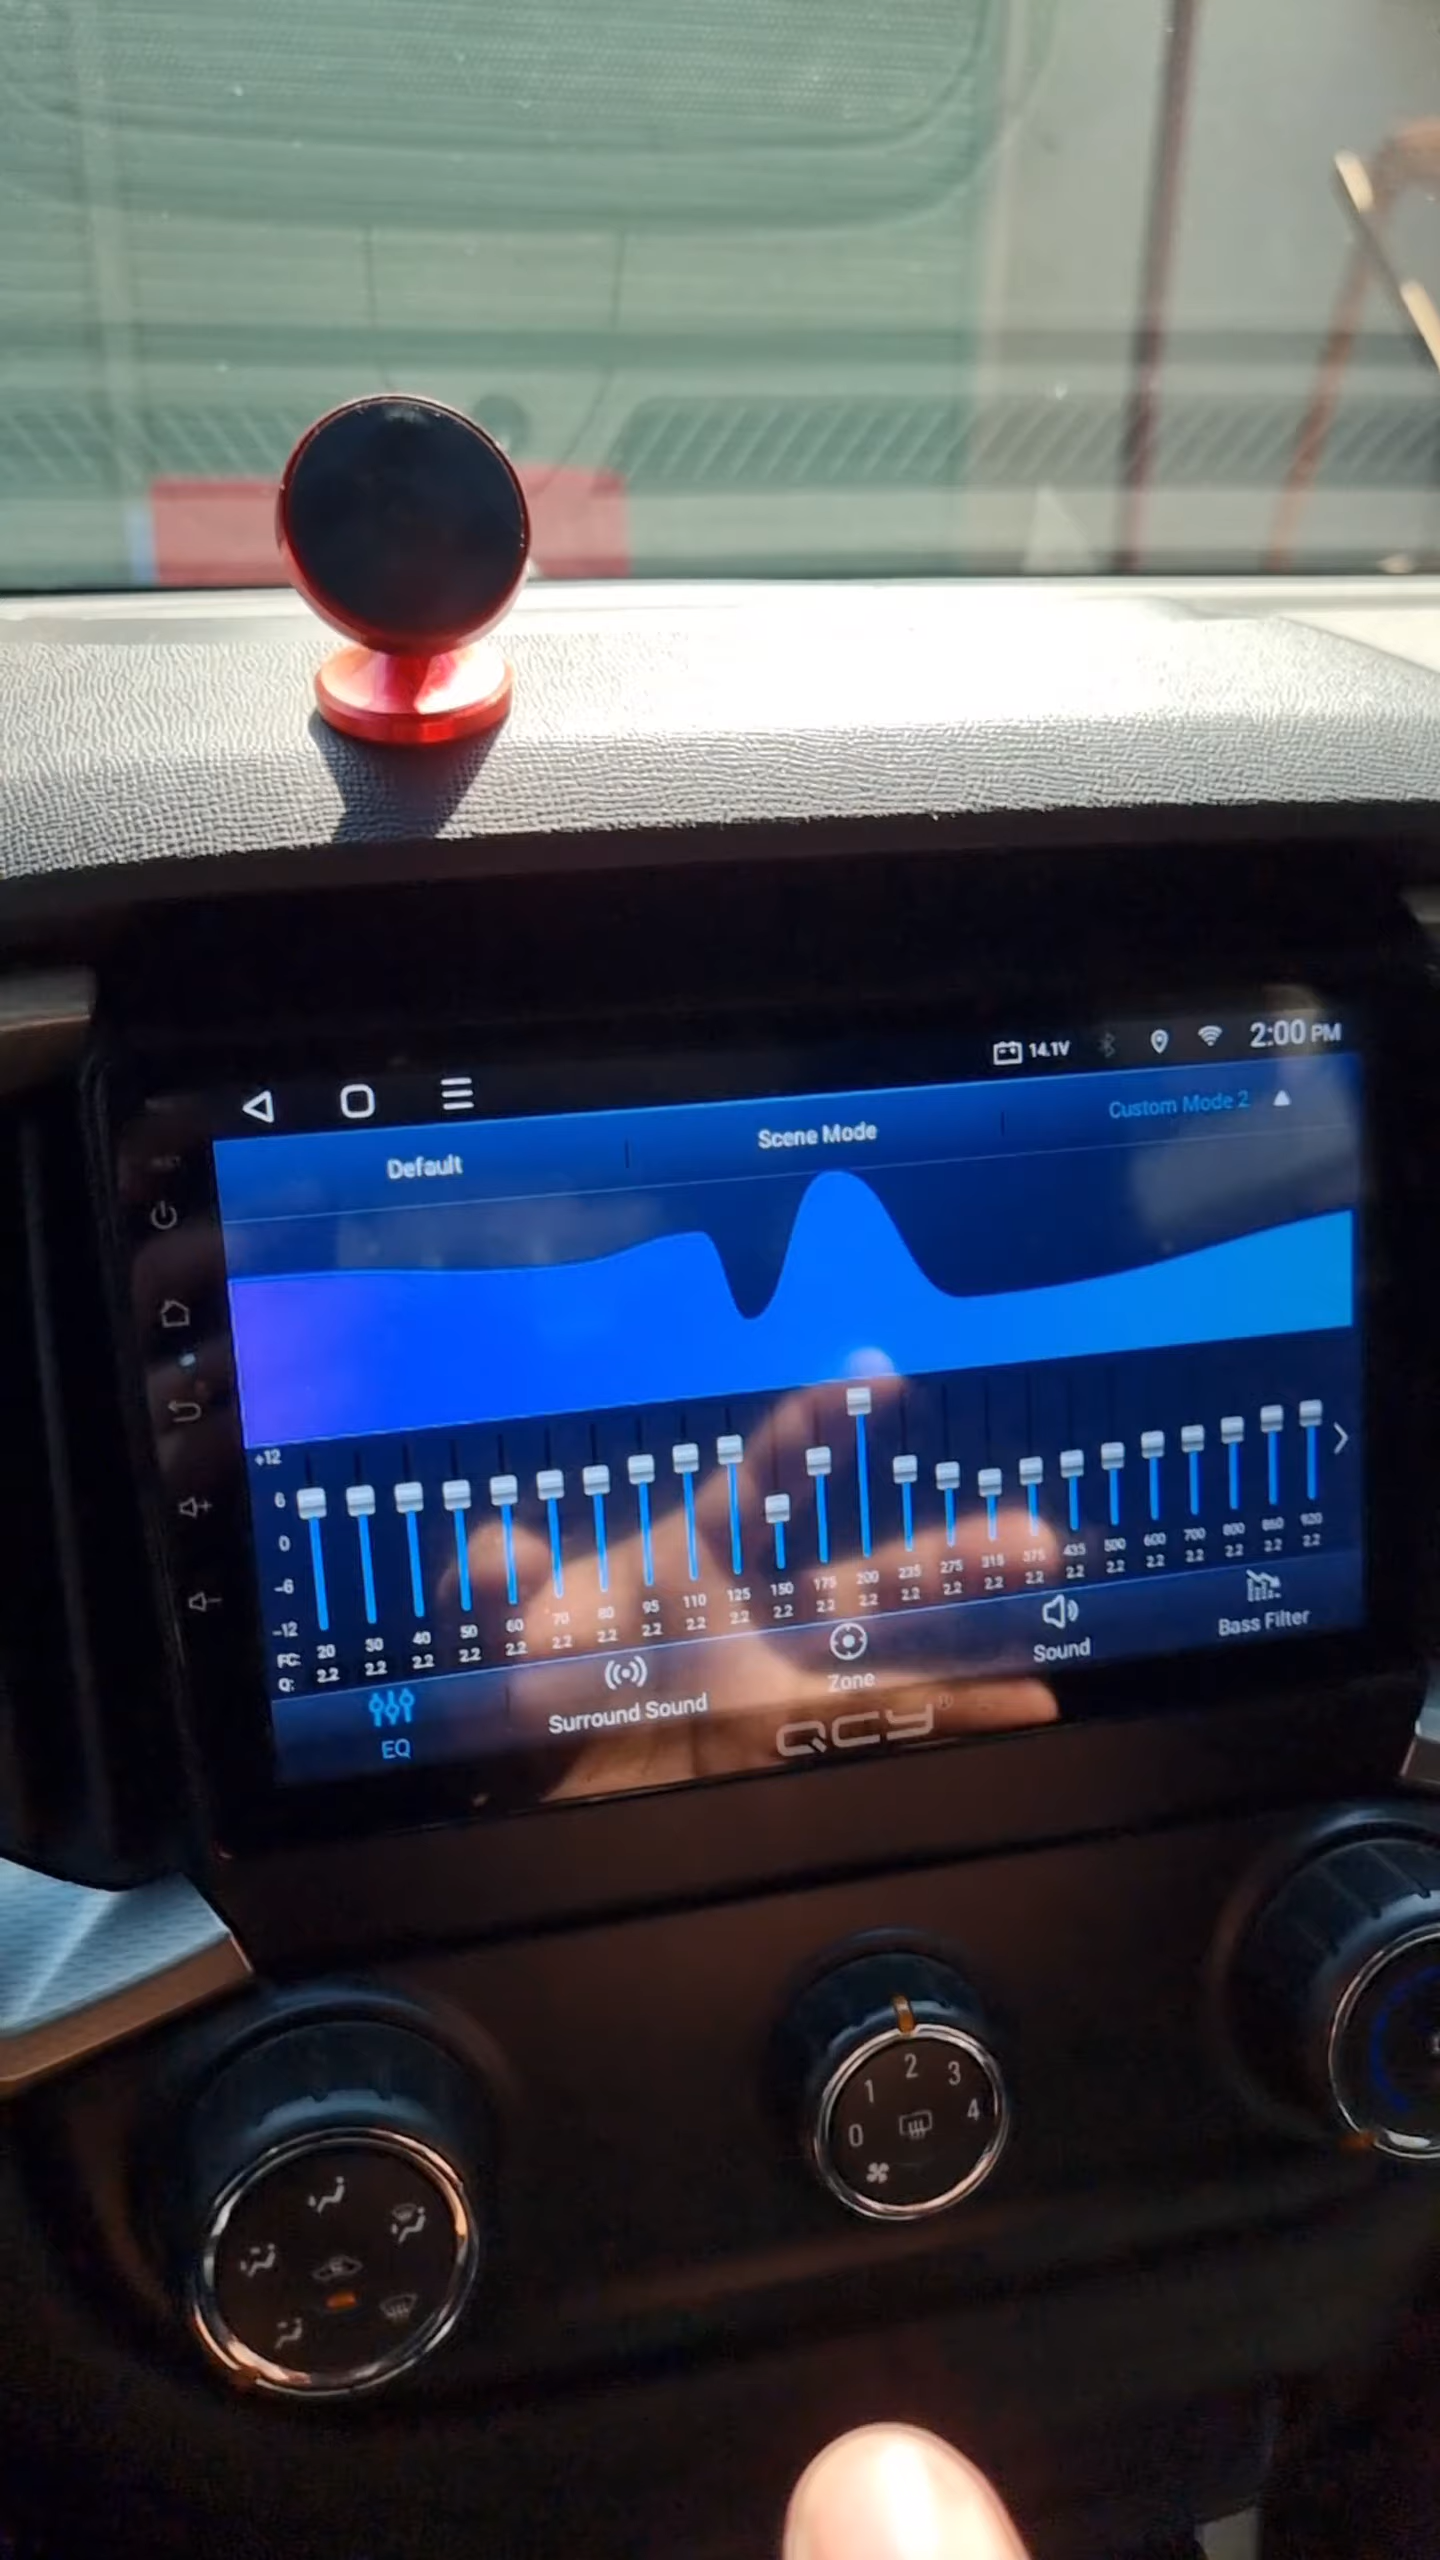 14.1V 2:00 PM
Default Scene Mode Custom Mode 2
+12
6
0
-6
-12
FC: 20 30 40 50 60 70 80 95 110 125 150 175 200 235 275 315 375 435 500 600 700 800 860 920
Q: 2.2 2.2 2.2 2.2 2.2 2.2 2.2 2.2 2.2 2.2 2.2 2.2 2.2 2.2 2.2 2.2 2.2 2.2 2.2 2.2 2.2 2.2 2.2 2.2
EQ Surround Sound Zone Sound Bass Filter
QCY®
0 1 2 3 4